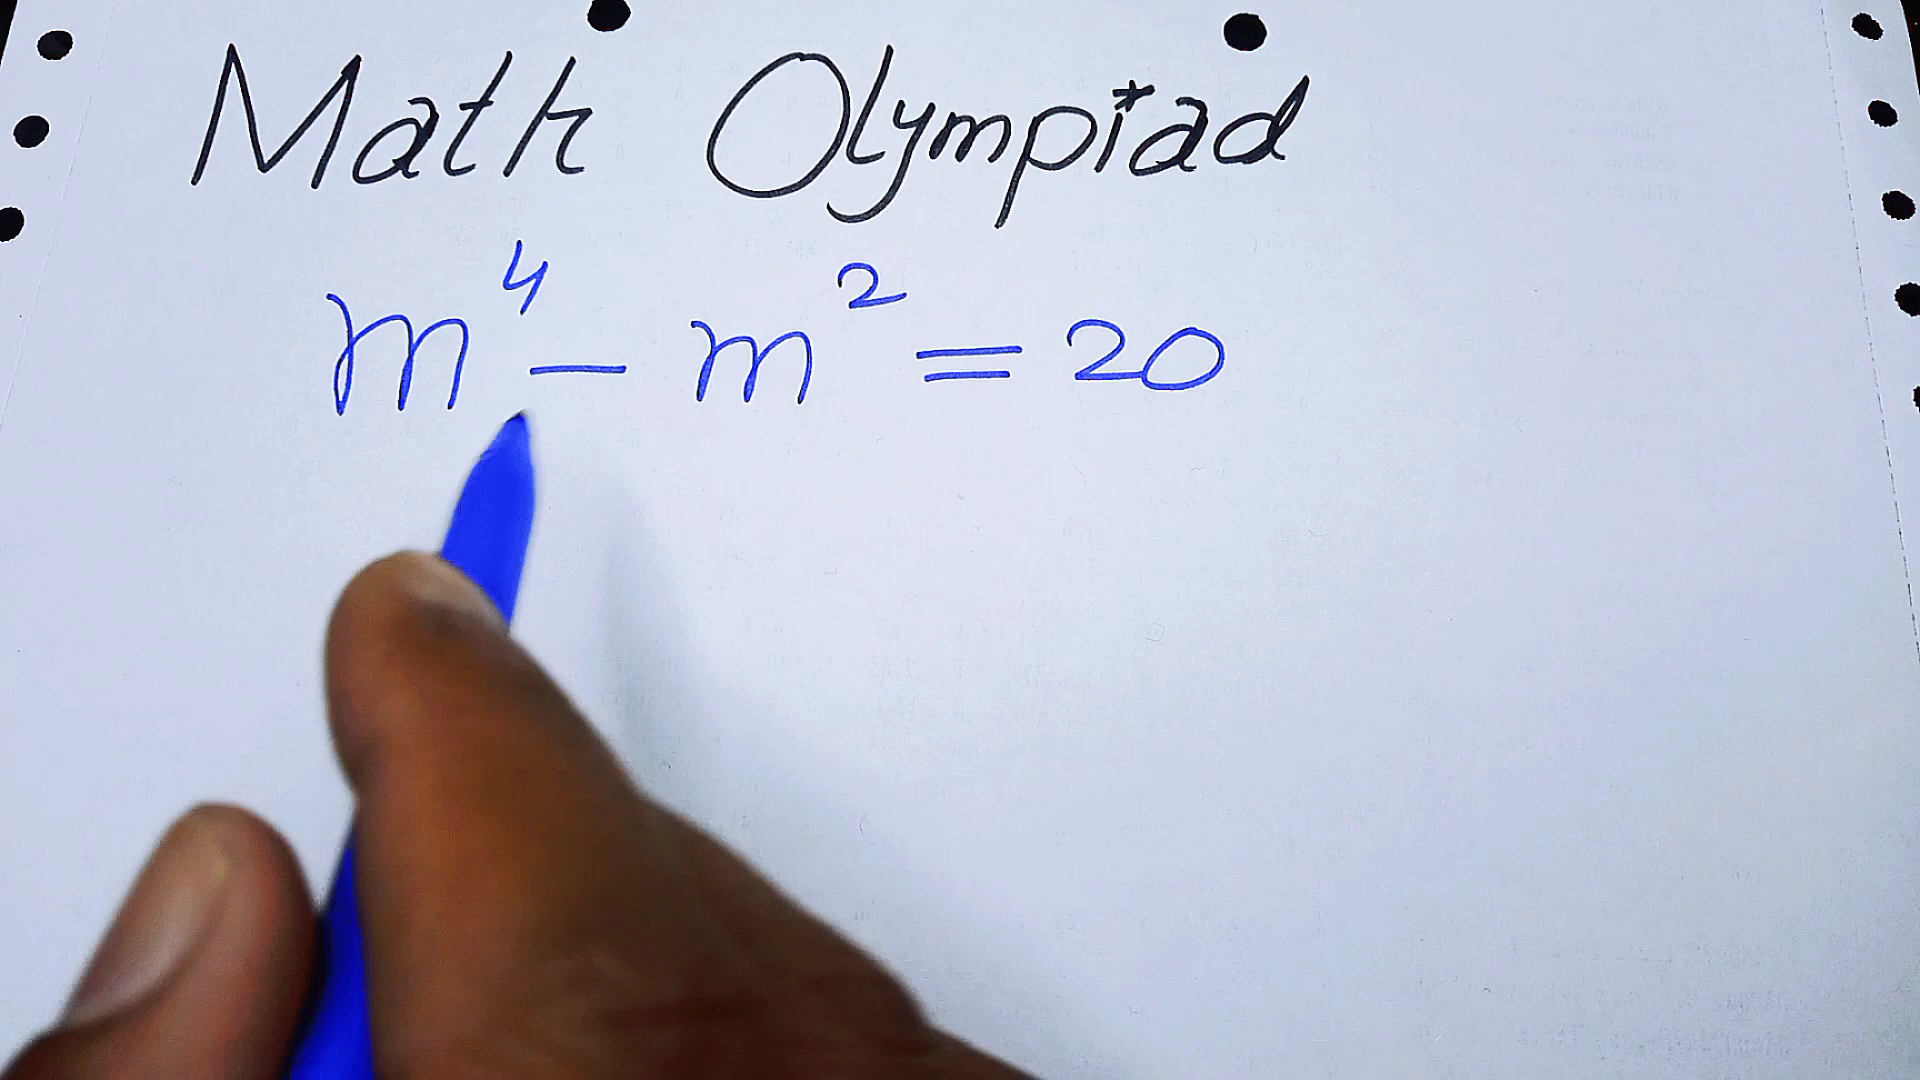 Math Olympiad
m⁴ - m² = 20